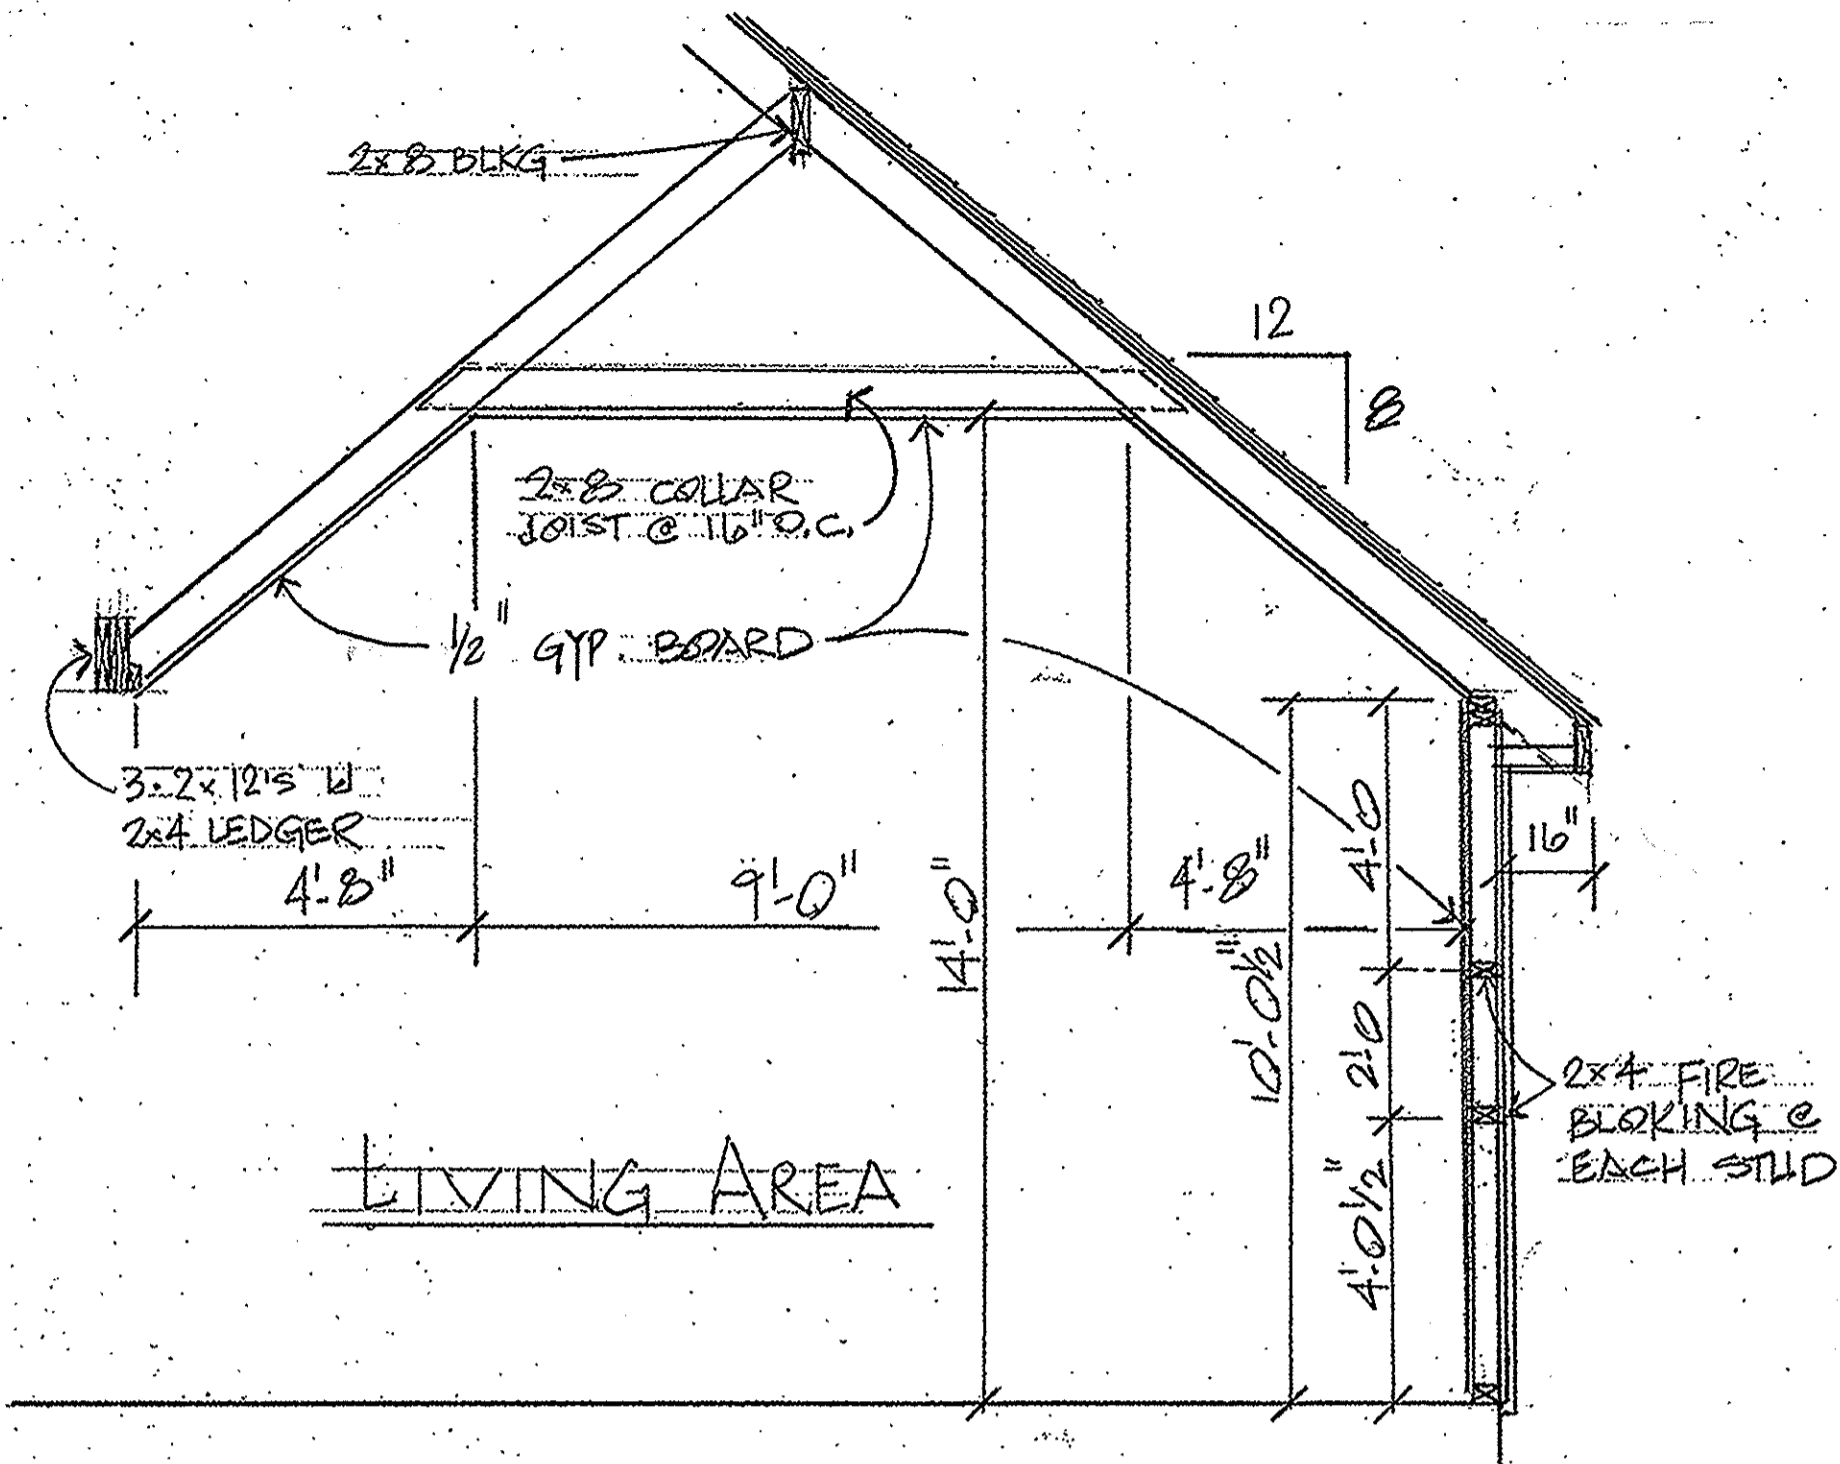 2x8 BLKG
12
8
2x8 COLLAR
JOIST @ 16" O.C.
1/2" GYP. BOARD
3-2x12'S W
2x4 LEDGER
4'-8"
9'-0"
4'-8"
14'-0"
10'-0 1/2"
4'-0
2'-0
4'-0 1/2"
16"
2x4 FIRE
BLOKING @
EACH STUD
LIVING AREA